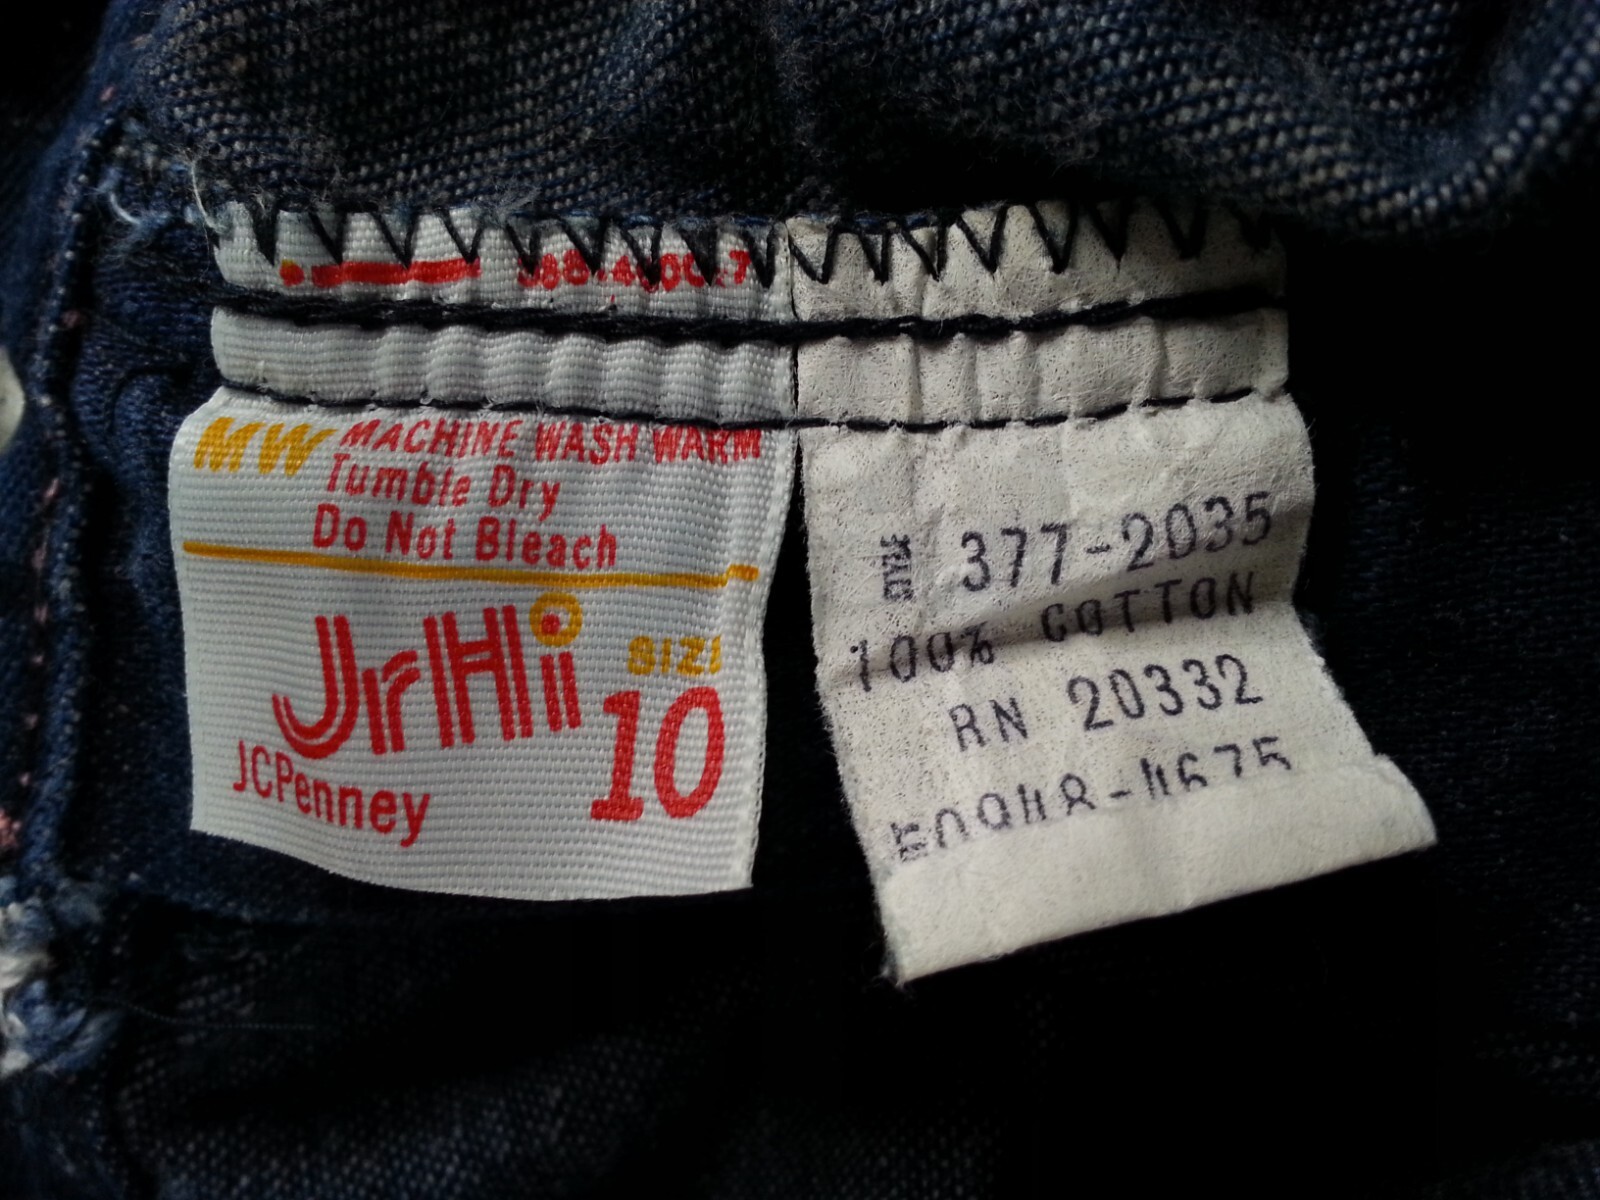 MW MACHINE WASH WARM
Tumble Dry
Do Not Bleach
JrHi
SIZE
10
JCPenney
STYLE 377-2035
100% COTTON
RN 20332